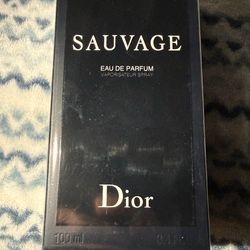 SAUVAGE
EAU DE PARFUM
VAPORISATEUR SPRAY
Dior
100 ml